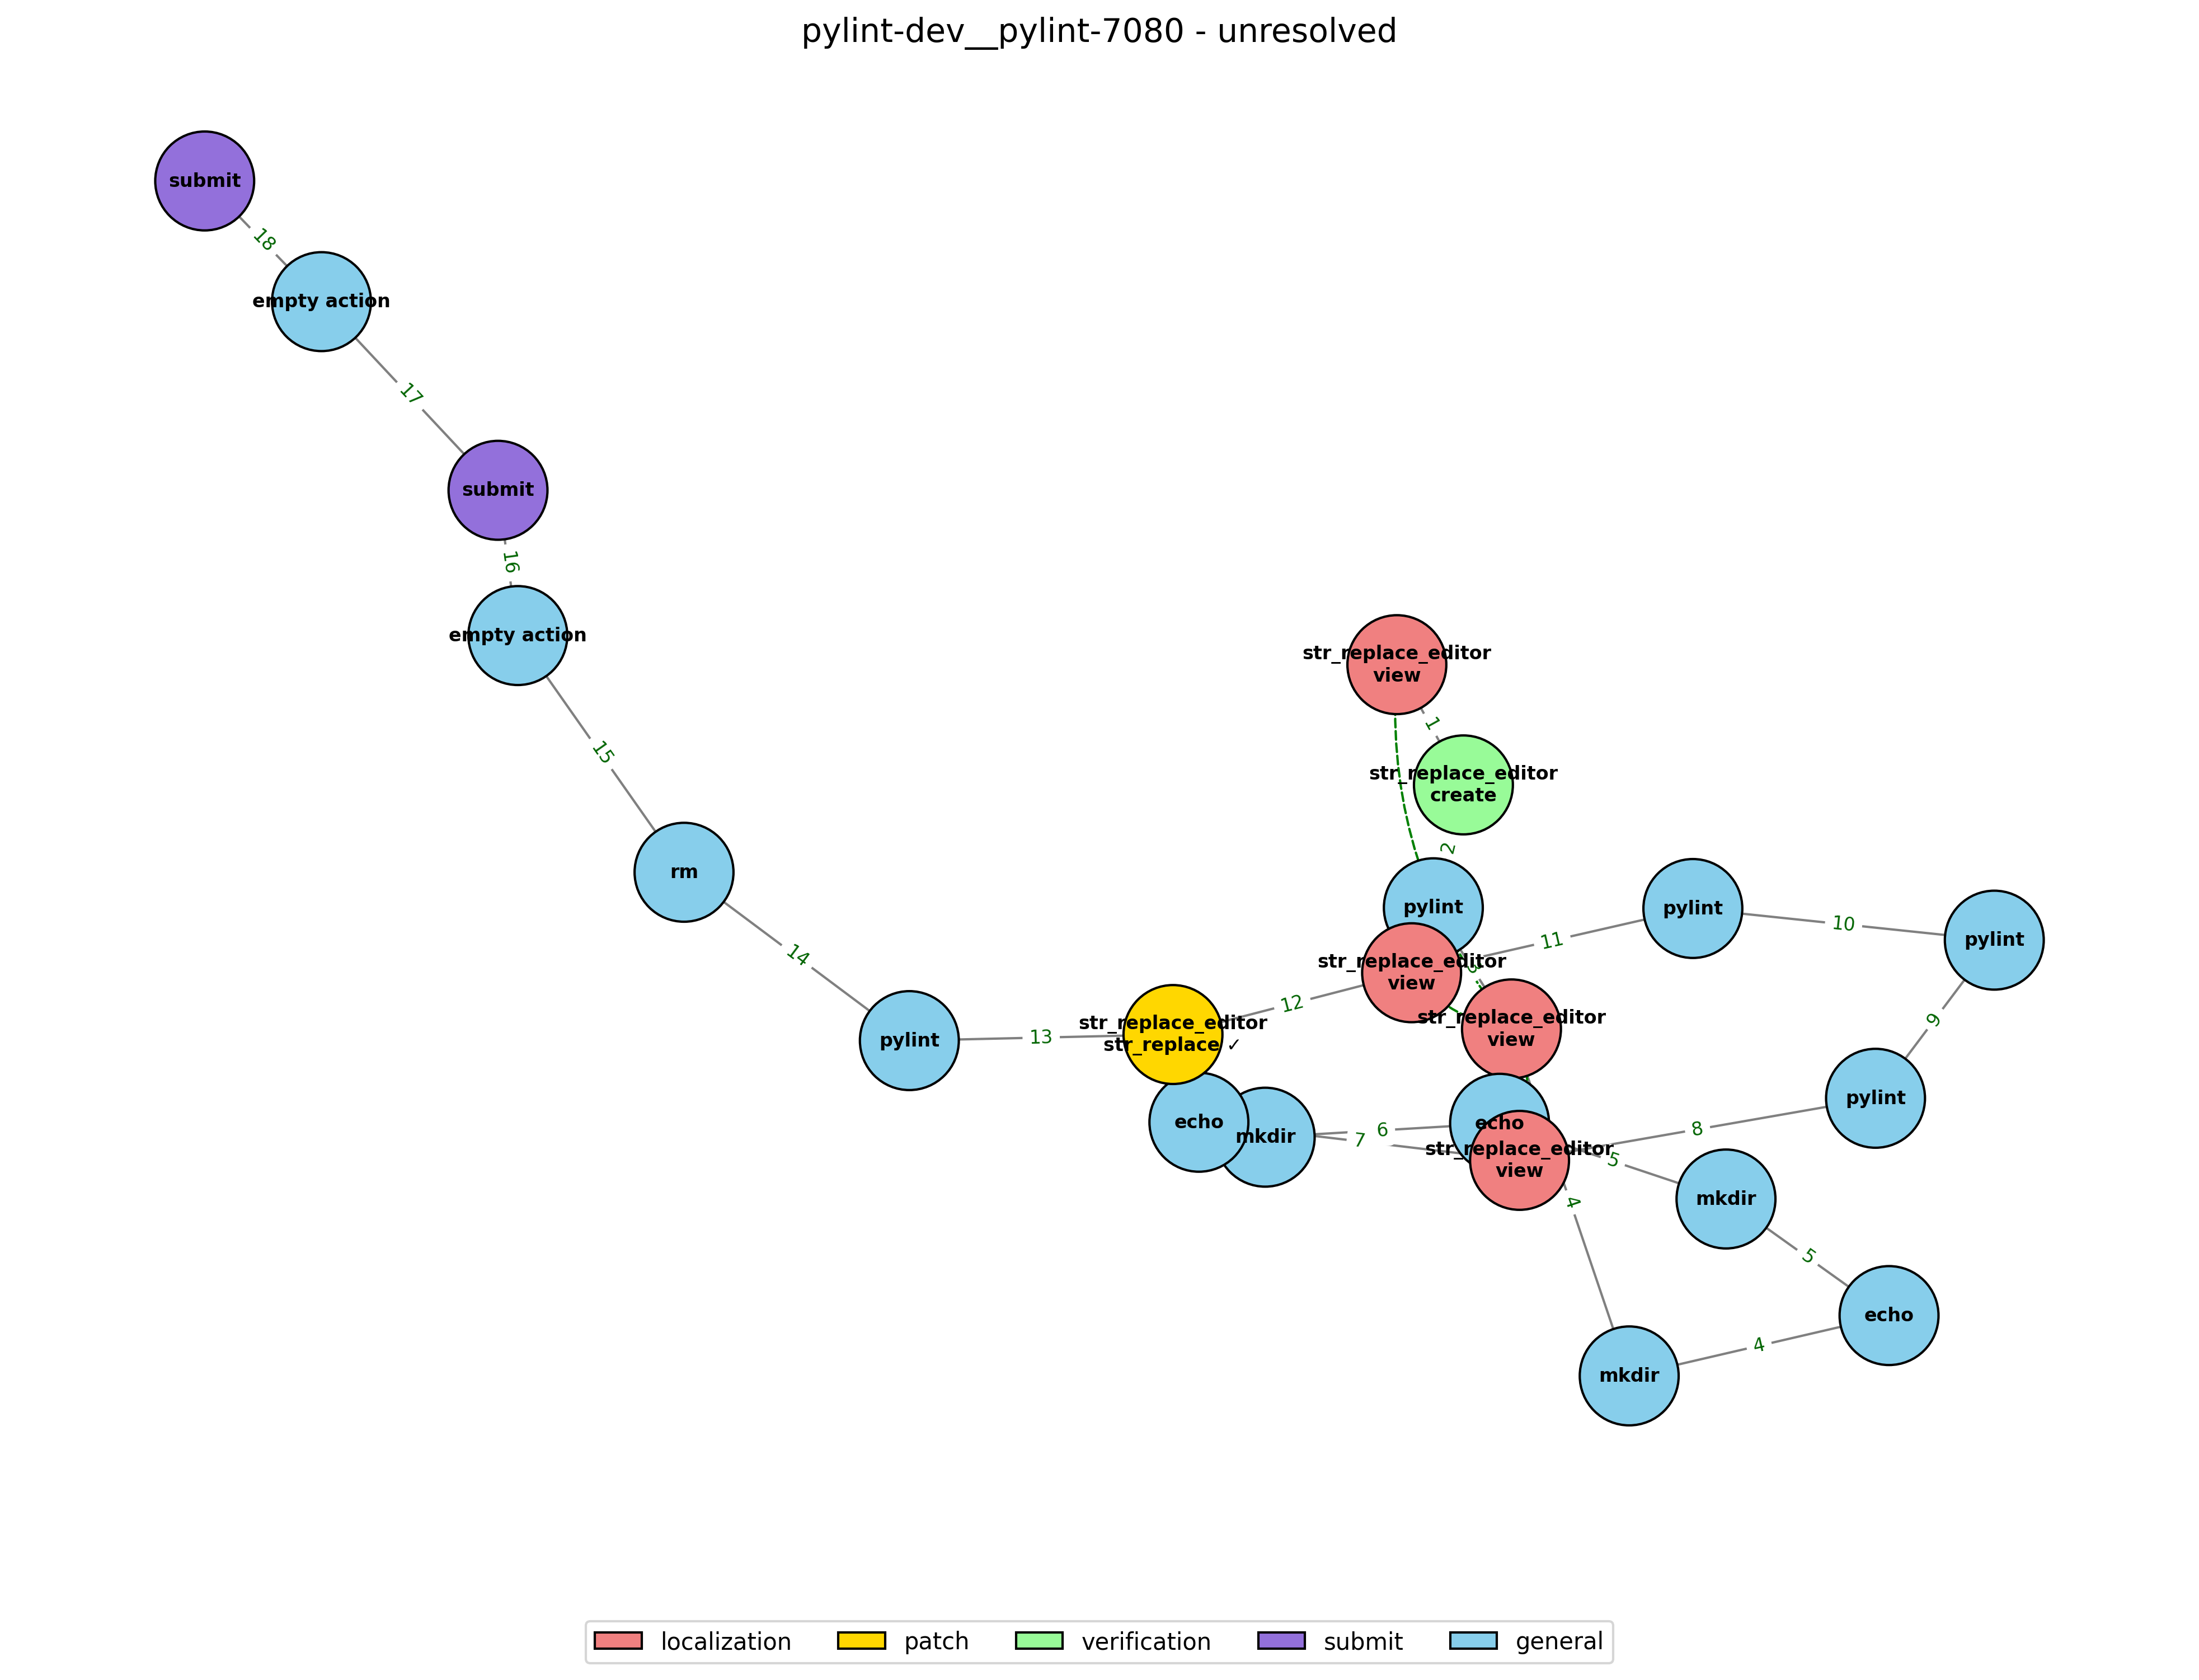 pylint-dev__pylint-7080 - unresolved
submit
18
empty action
17
submit
16
empty action
15
rm
14
pylint
13
str_replace_editor
str_replace ✓
12
str_replace_editor
view
1
str_replace_editor
create
2
pylint
3
str_replace_editor
view
11
pylint
10
pylint
9
pylint
8
str_replace_editor
view
echo
mkdir
6
7
echo
str_replace_editor
view
5
mkdir
5
echo
4
mkdir
4
localization
patch
verification
submit
general